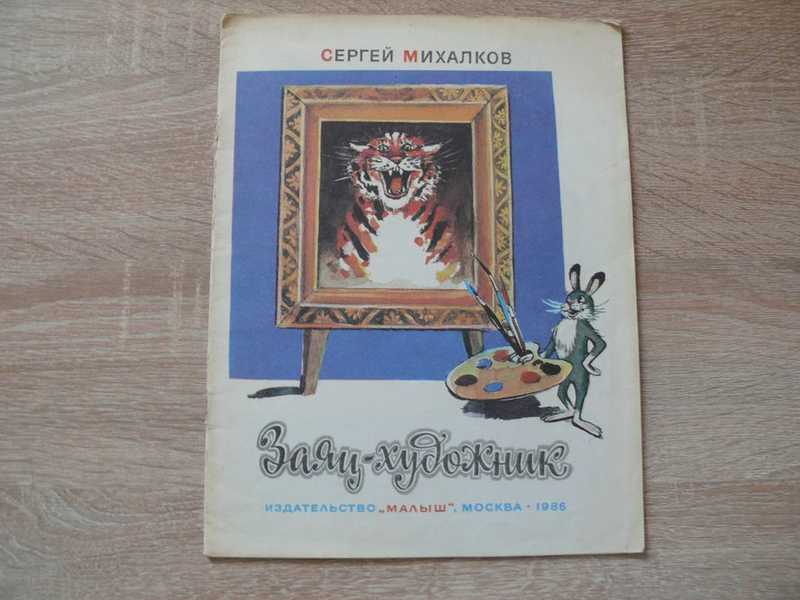 СЕРГЕЙ МИХАЛКОВ
Заяц-художник
ИЗДАТЕЛЬСТВО „МАЛЫШ“, МОСКВА · 1986